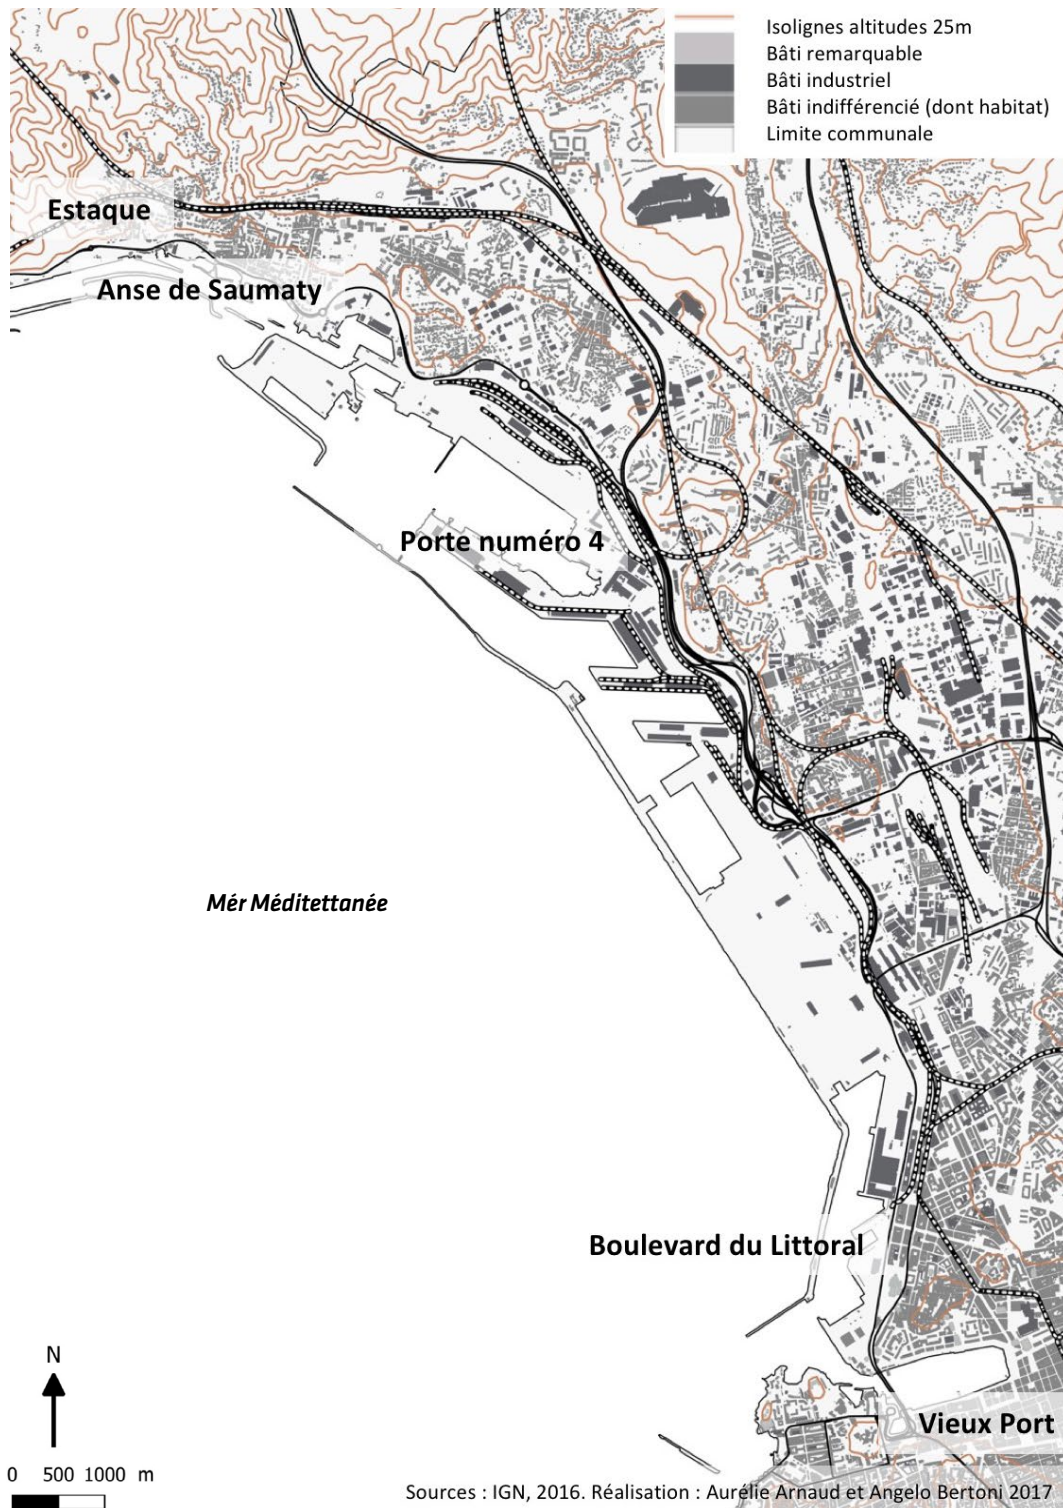 Isolignes altitudes 25m
Bâti remarquable
Bâti industriel
Bâti indifférencié (dont habitat)
Limite communale
Estaque
Anse de Saumaty
Porte numéro 4
Mér Méditettanée
Boulevard du Littoral
N
Vieux Port
0 500 1000 m
Sources : IGN, 2016. Réalisation : Aurélie Arnaud et Angelo Bertoni 2017